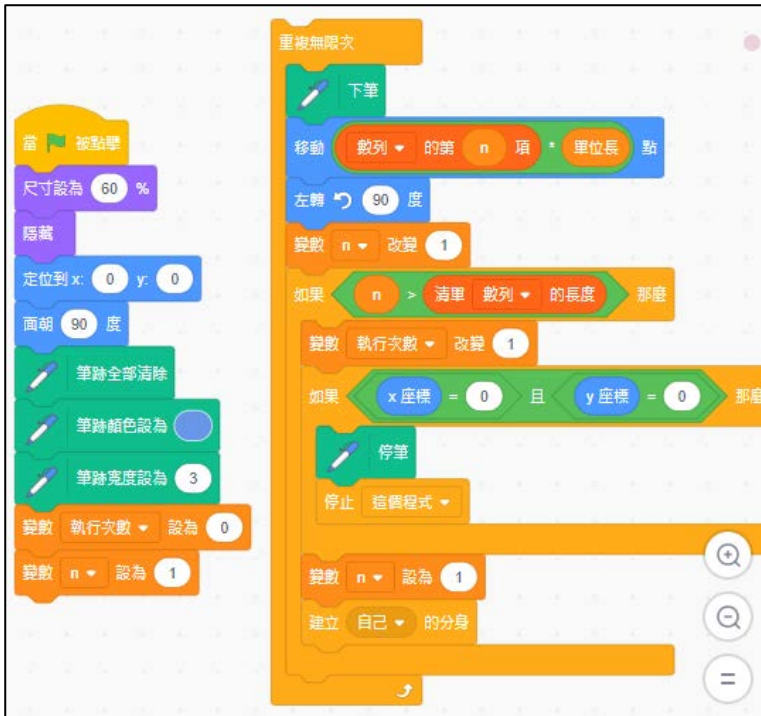 當 被點擊
尺寸設為 60 %
隱藏
定位到 x: 0 y: 0
面朝 90 度
筆跡全部清除
筆跡顏色設為
筆跡寬度設為 3
變數 執行次數 設為 0
變數 n 設為 1
重複無限次
下筆
移動 數列 的第 n 項 * 單位長 點
左轉 90 度
變數 n 改變 1
如果 n > 清單 數列 的長度 那麼
變數 執行次數 改變 1
如果 x 座標 = 0 且 y 座標 = 0 那麼
停筆
停止 這個程式
變數 n 設為 1
建立 自己 的分身